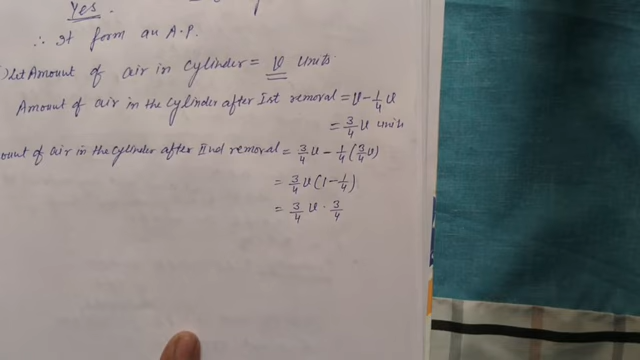 Yes.
∴ It form an A.P.
) Let Amount of air in cylinder = V units
Amount of air in the cylinder after Ist removal = V - 1/4 V
= 3/4 V units
ount of air in the cylinder after IInd removal = 3/4 V - 1/4 (3/4 V)
= 3/4 V (1 - 1/4)
= 3/4 V . 3/4